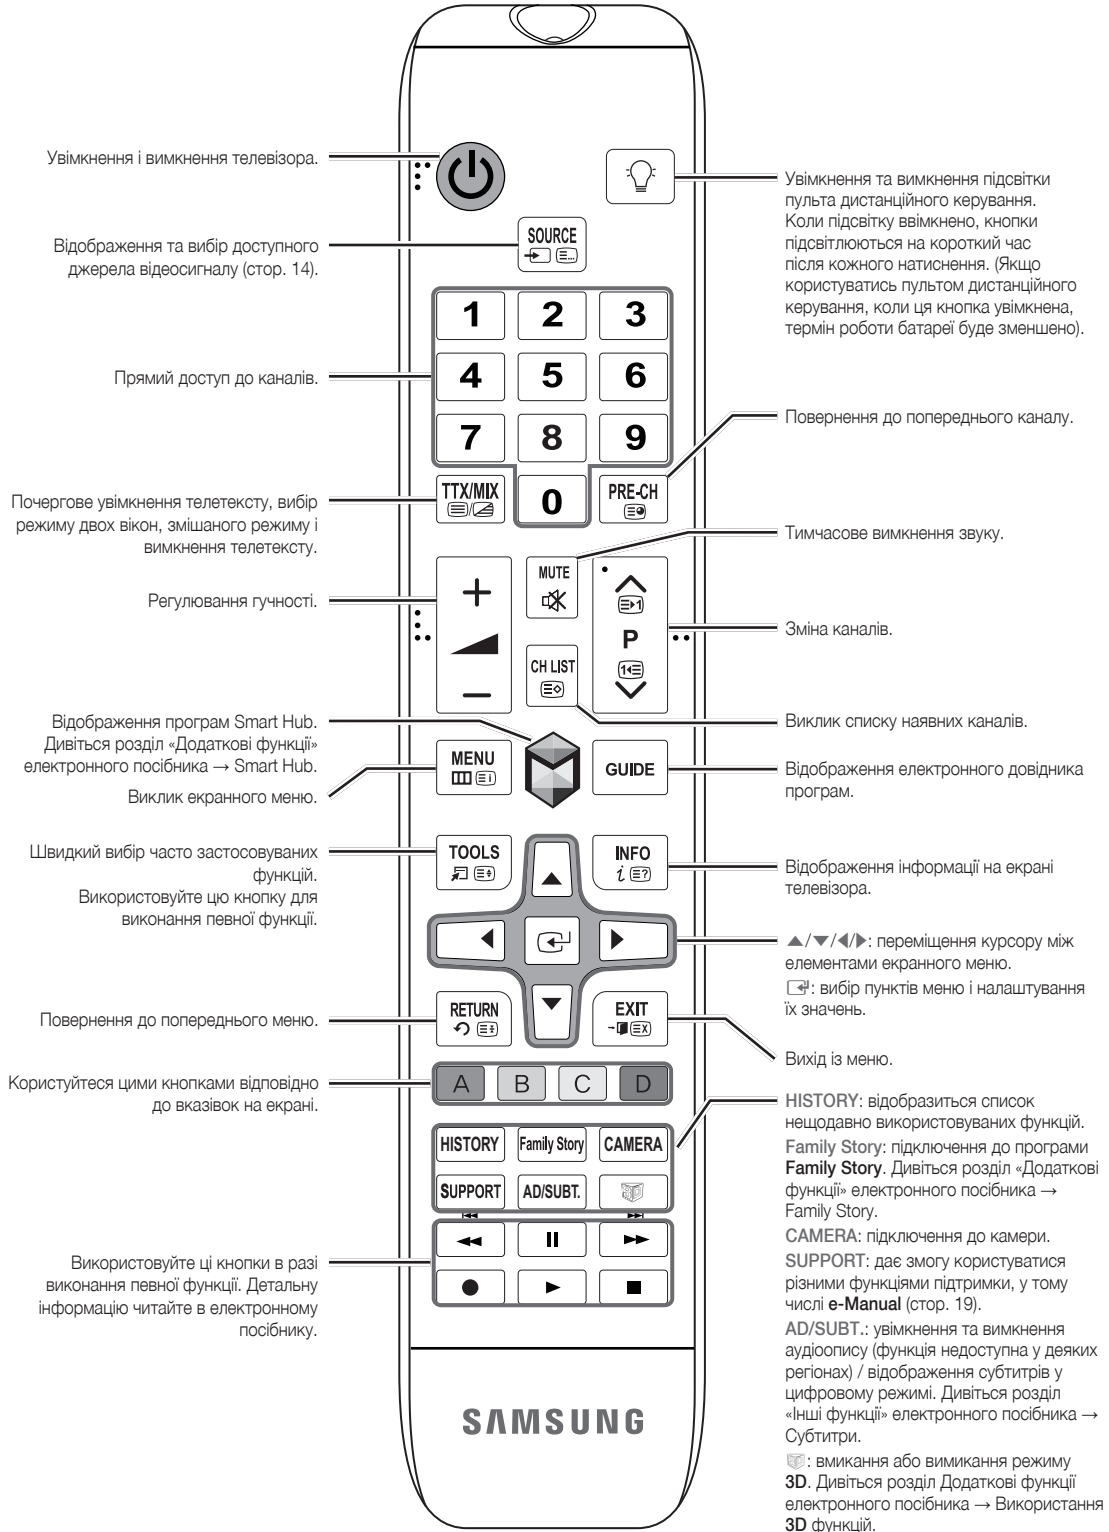 Увімкнення і вимкнення телевізора.
Відображення та вибір доступного
джерела відеосигналу (стор. 14).
Прямий доступ до каналів.
Почергове увімкнення телетексту, вибір
режиму двох вікон, змішаного режиму і
вимкнення телетексту.
Регулювання гучності.
Відображення програм Smart Hub.
Дивіться розділ «Додаткові функції»
електронного посібника → Smart Hub.
Виклик екранного меню.
Швидкий вибір часто застосовуваних
функцій.
Використовуйте цю кнопку для
виконання певної функції.
Повернення до попереднього меню.
Користуйтеся цими кнопками відповідно
до вказівок на екрані.
Використовуйте ці кнопки в разі
виконання певної функції. Детальну
інформацію читайте в електронному
посібнику.
SOURCE
1 2 3
4 5 6
7 8 9
TTX/MIX 0 PRE-CH
MUTE
P
CH LIST
MENU GUIDE
TOOLS INFO
RETURN EXIT
A B C D
HISTORY Family Story CAMERA
SUPPORT AD/SUBT.
SAMSUNG
Увімкнення та вимкнення підсвітки
пульта дистанційного керування.
Коли підсвітку ввімкнено, кнопки
підсвітлюються на короткий час
після кожного натиснення. (Якщо
користуватись пультом дистанційного
керування, коли ця кнопка увімкнена,
термін роботи батареї буде зменшено).
Повернення до попереднього каналу.
Тимчасове вимкнення звуку.
Зміна каналів.
Виклик списку наявних каналів.
Відображення електронного довідника
програм.
Відображення інформації на екрані
телевізора.
▲/▼/◀/▶: переміщення курсору між
елементами екранного меню.
: вибір пунктів меню і налаштування
їх значень.
Вихід із меню.
HISTORY: відобразиться список
нещодавно використовуваних функцій.
Family Story: підключення до програми
Family Story. Дивіться розділ «Додаткові
функції» електронного посібника →
Family Story.
CAMERA: підключення до камери.
SUPPORT: дає змогу користуватися
різними функціями підтримки, у тому
числі e-Manual (стор. 19).
AD/SUBT.: увімкнення та вимкнення
аудіоопису (функція недоступна у деяких
регіонах) / відображення субтитрів у
цифровому режимі. Дивіться розділ
«Інші функції» електронного посібника →
Субтитри.
: вмикання або вимикання режиму
3D. Дивіться розділ Додаткові функції
електронного посібника → Використання
3D функцій.